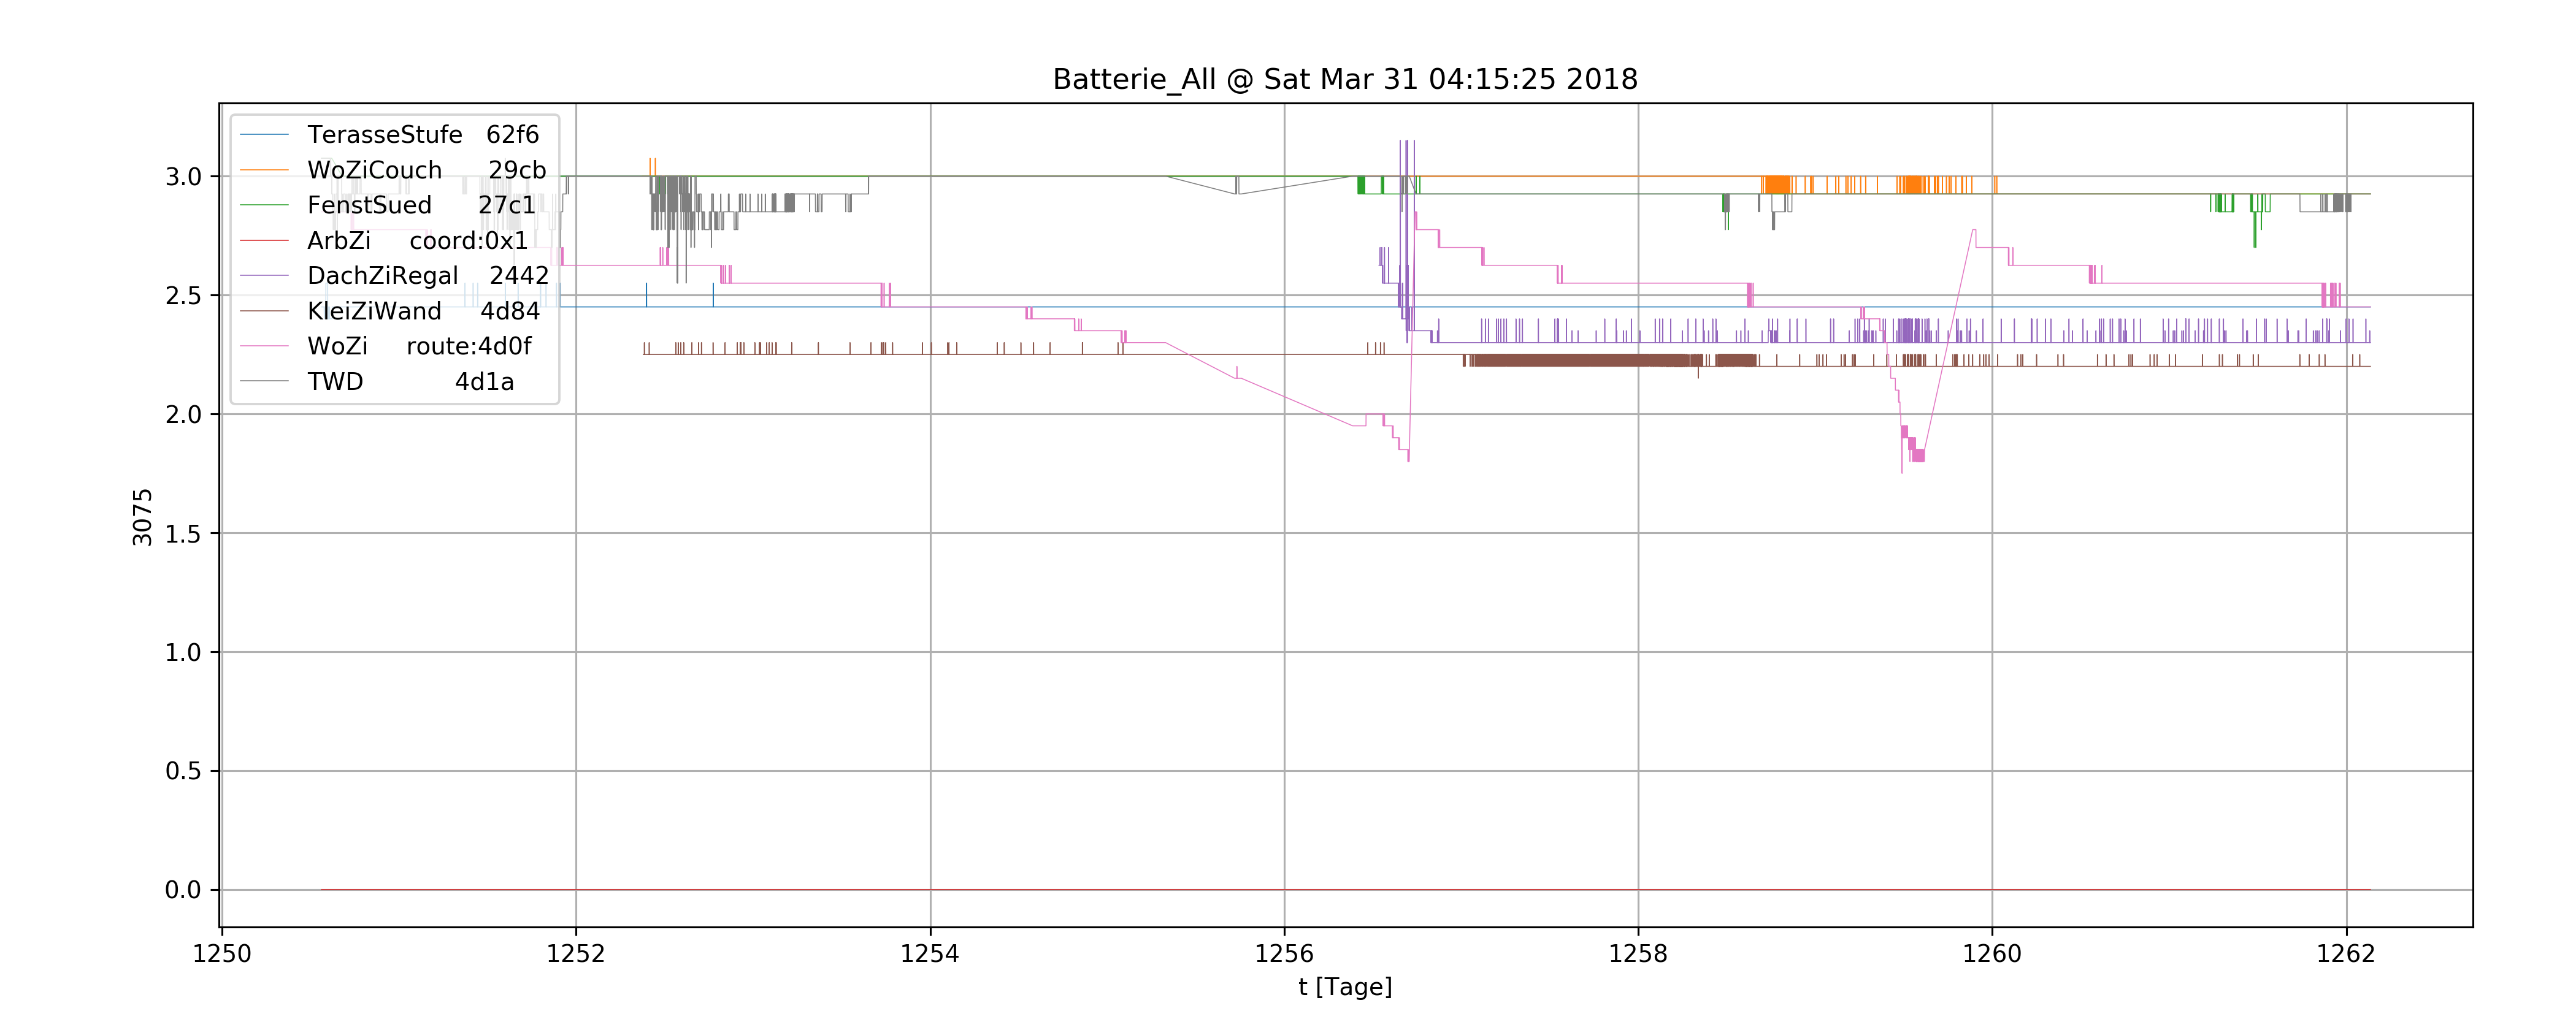 Batterie_All @ Sat Mar 31 04:15:25 2018
TerasseStufe 62f6
WoZiCouch 29cb
FenstSued 27c1
ArbZi coord:0x1
DachZiRegal 2442
KleiZiWand 4d84
WoZi route:4d0f
TWD 4d1a
3.0
2.5
2.0
1.5
1.0
0.5
0.0
3075
1250 1252 1254 1256 1258 1260 1262
t [Tage]